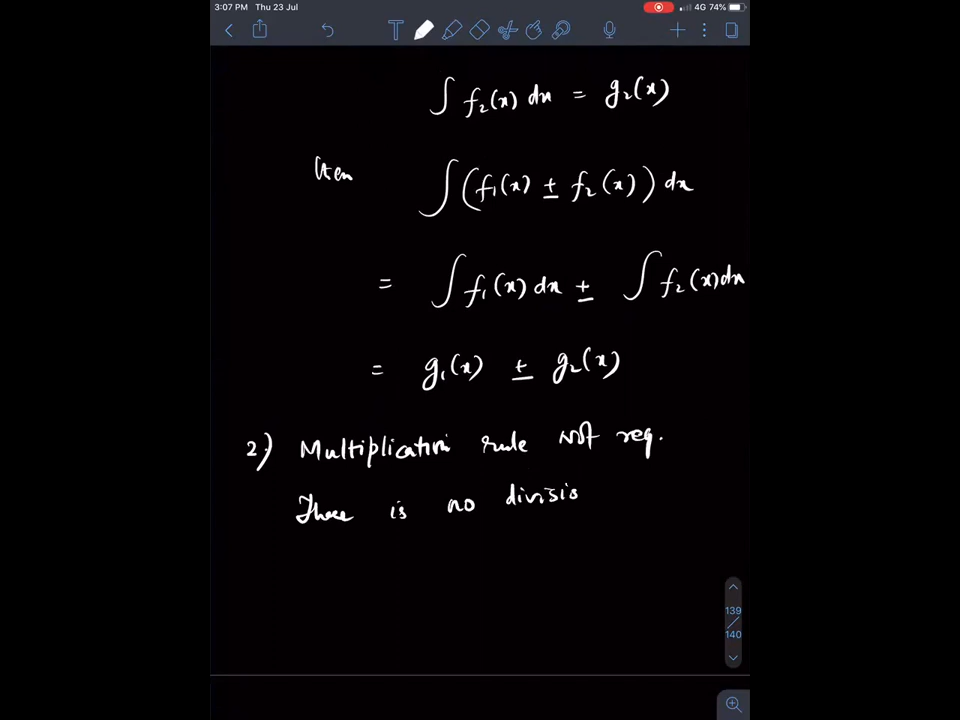 3:07 PM Thu 23 Jul
4G 74%
T
∫ f₂(x) dx = g₂(x)
then ∫ (f₁(x) ± f₂(x)) dx
= ∫ f₁(x) dx ± ∫ f₂(x) dx
= g₁(x) ± g₂(x)
2) Multiplication rule not req.
There is no divisio
139
140